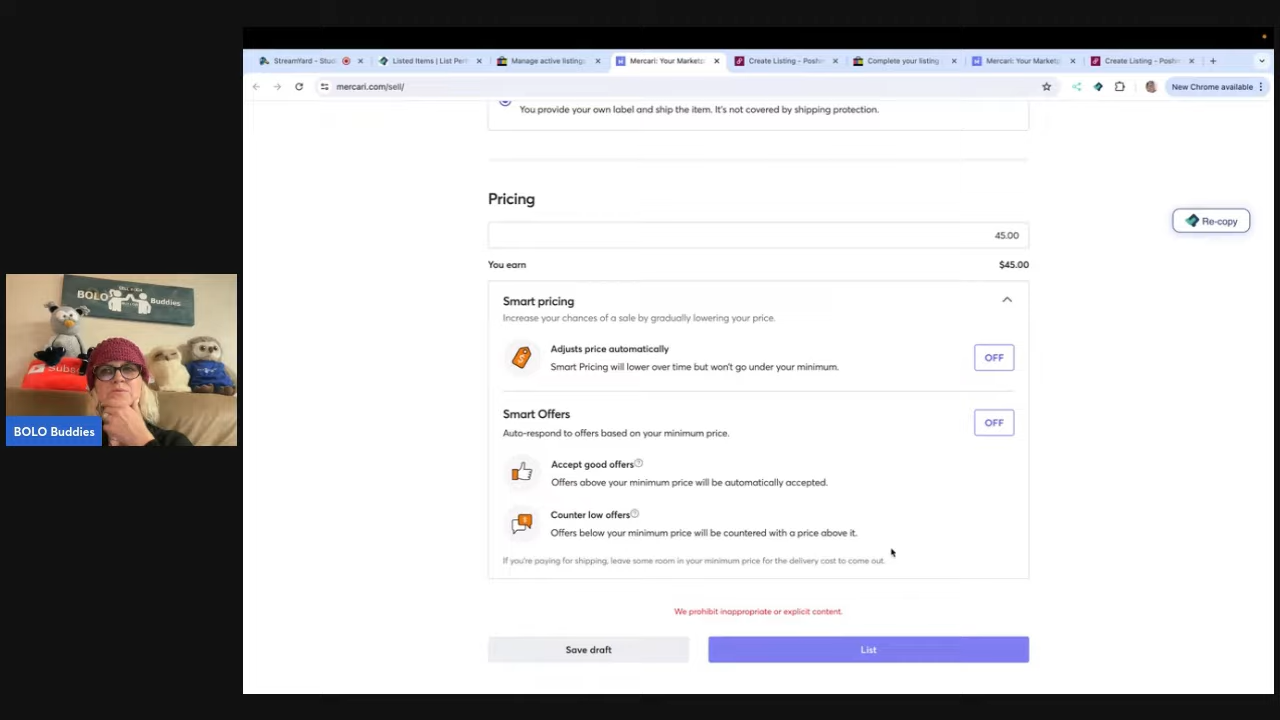 StreamYard - Stud
Listed Items | List Per
Manage active listings
Mercari: Your Marketp
Create Listing - Poshm
Complete your listing
Mercari: Your Marketp
Create Listing - Poshm
mercari.com/sell/
New Chrome available
You provide your own label and ship the item. It's not covered by shipping protection.
Pricing
45.00
Re-copy
You earn
$45.00
Smart pricing
Increase your chances of a sale by gradually lowering your price.
Adjusts price automatically
Smart Pricing will lower over time but won't go under your minimum.
OFF
Smart Offers
Auto-respond to offers based on your minimum price.
OFF
Accept good offers
Offers above your minimum price will be automatically accepted.
Counter low offers
Offers below your minimum price will be countered with a price above it.
If you're paying for shipping, leave some room in your minimum price for the delivery cost to come out.
We prohibit inappropriate or explicit content.
Save draft
List
BOLO
Buddies
Subs
BOLO Buddies